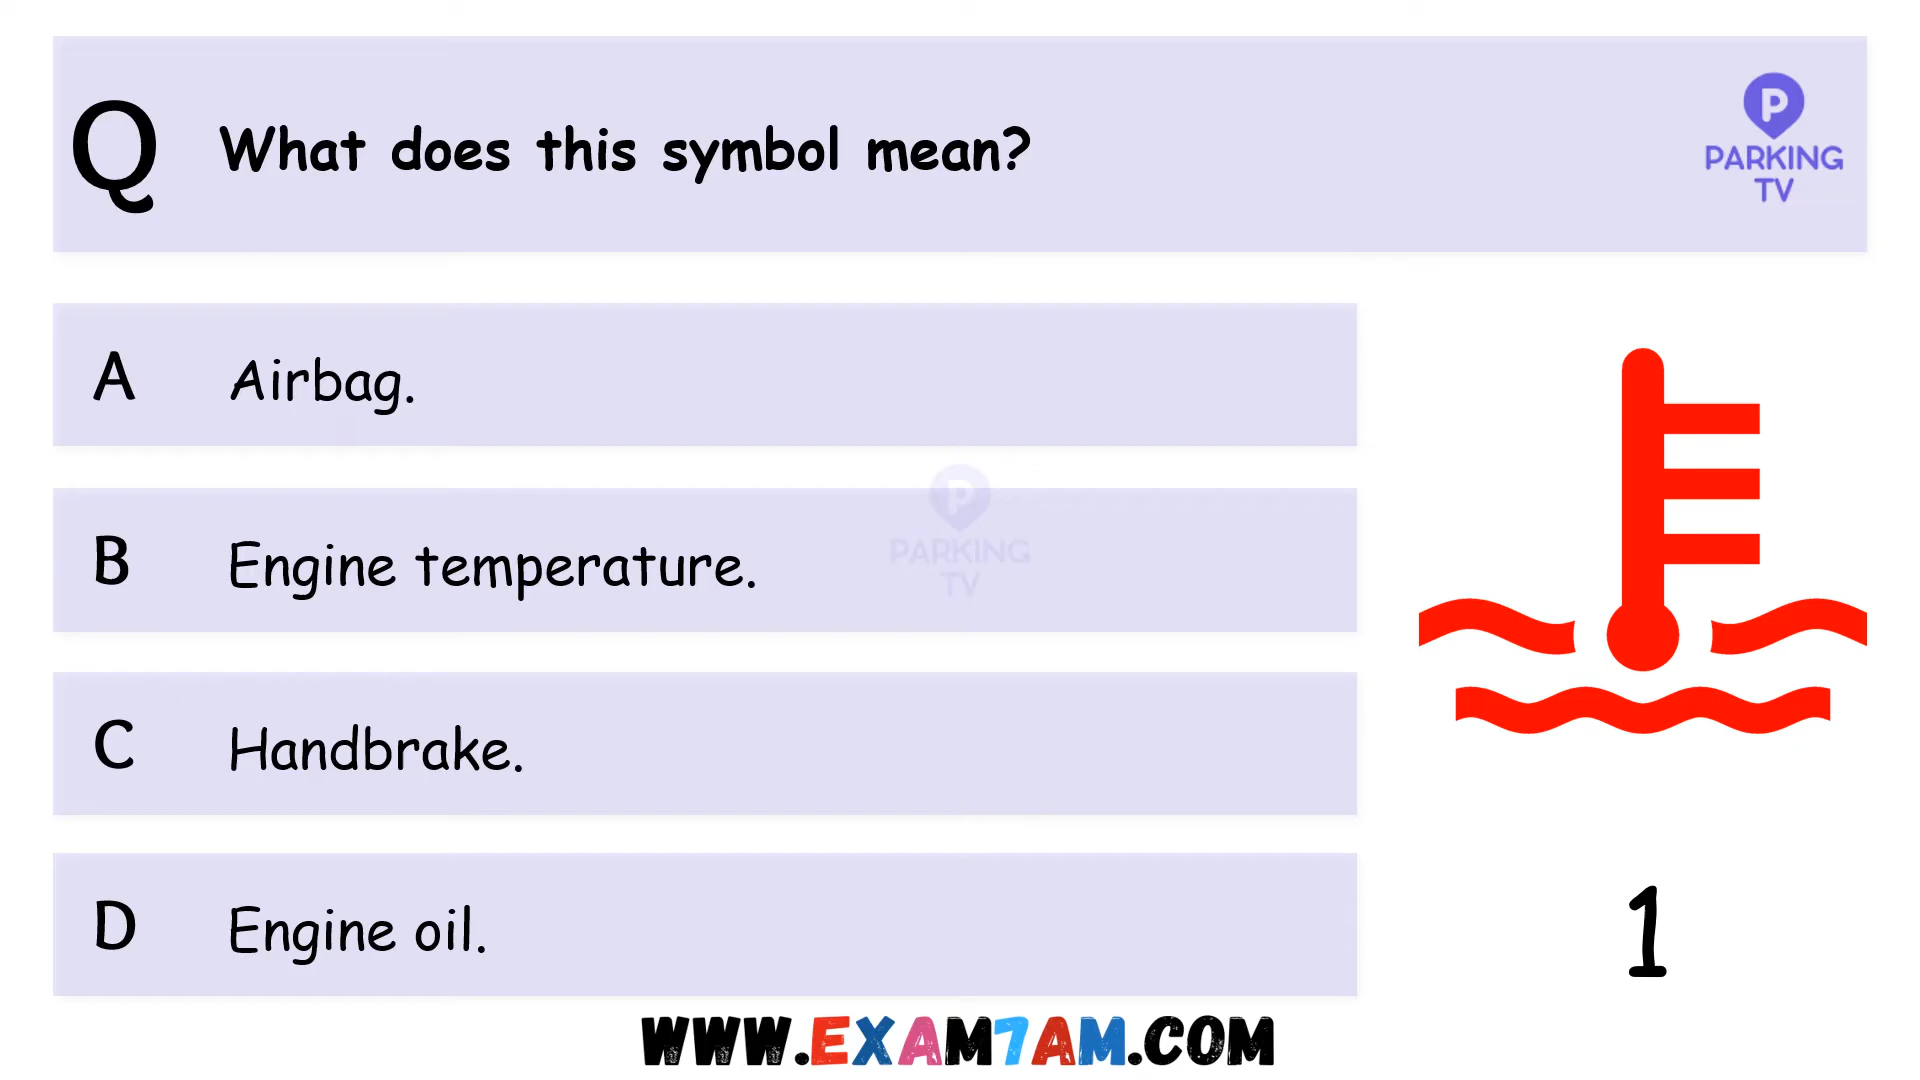 Q What does this symbol mean?
P
PARKING
TV
A Airbag.
B Engine temperature.
P
PARKING
TV
C Handbrake.
D Engine oil.
1
WWW.EXAM7AM.COM